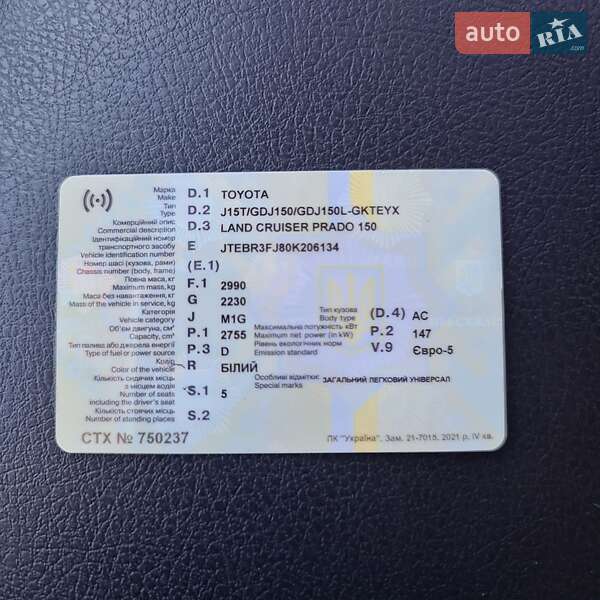 auto RIA.com
Марка D.1 TOYOTA
Make
Тип D.2 J15T/GDJ150/GDJ150L-GKTEYX
Type
Комерційний опис D.3 LAND CRUISER PRADO 150
Commercial description
Ідентифікаційний номер
транспортного засобу E JTEBR3FJ80K206134
Vehicle identification number
Номер шасі (кузова, рами) (E.1)
Chassis number (body, frame)
Повна маса, кг F.1 2990
Maximum mass, kg
Маса без навантаження, кг G 2230
Mass of the vehicle in service, kg
Категорія J M1G Тип кузова (D.4) AC
Vehicle category Body type
Об'єм двигуна, см³ P.1 2755 Максимальна потужність кВт P.2 147
Capacity, cm³ Maximum net power (in kW)
Тип палива або джерела енергії P.3 D Рівень екологічних норм V.9 Євро-5
Type of fuel or power source Emission standard
Колір R БІЛИЙ
Color of the vehicle Особливі відмітки: ЗАГАЛЬНИЙ ЛЕГКОВИЙ УНІВЕРСАЛ
Кількість сидячих місць Special marks
з місцем водія S.1 5
Number of seats
including the driver's seat
Кількість стоячих місць S.2
Number of standing places
СТХ № 750237
ПК "Україна", Зам. 21-7015, 2021 р. IV кв.